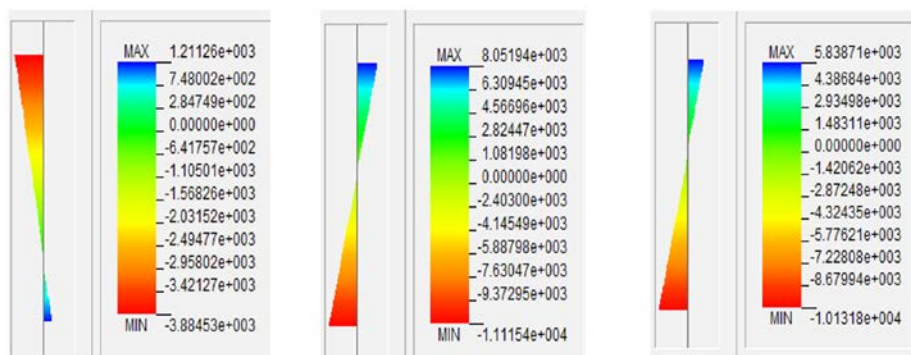 MAX 1.21126e+003
7.48002e+002
2.84749e+002
0.00000e+000
-6.41757e+002
-1.10501e+003
-1.56826e+003
-2.03152e+003
-2.49477e+003
-2.95802e+003
-3.42127e+003
MIN -3.88453e+003
MAX 8.05194e+003
6.30945e+003
4.56696e+003
2.82447e+003
1.08198e+003
0.00000e+000
-2.40300e+003
-4.14549e+003
-5.88798e+003
-7.63047e+003
-9.37295e+003
MIN -1.11154e+004
MAX 5.83871e+003
4.38684e+003
2.93498e+003
1.48311e+003
0.00000e+000
-1.42062e+003
-2.87248e+003
-4.32435e+003
-5.77621e+003
-7.22808e+003
-8.67994e+003
MIN -1.01318e+004